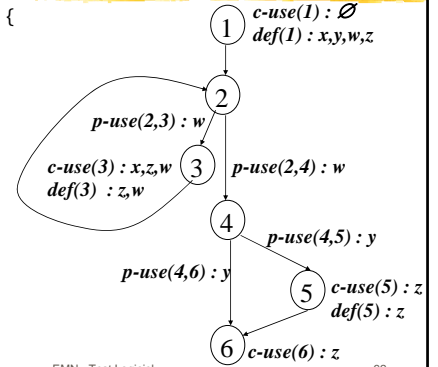 {
c-use(1) : Ø
def(1) : x,y,w,z
1
2
p-use(2,3) : w
c-use(3) : x,z,w
def(3) : z,w
3
p-use(2,4) : w
4
p-use(4,5) : y
p-use(4,6) : y
5
c-use(5) : z
def(5) : z
6
c-use(6) : z